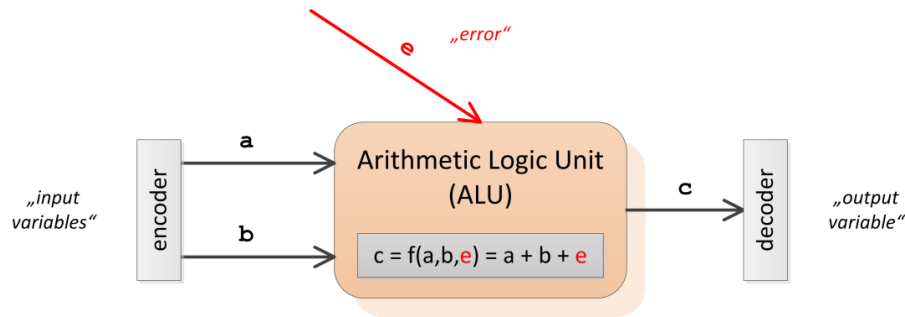 e
„error“
a
Arithmetic Logic Unit
(ALU)
c
„input
variables“
encoder
decoder
„output
variable“
b
c = f(a,b,e) = a + b + e